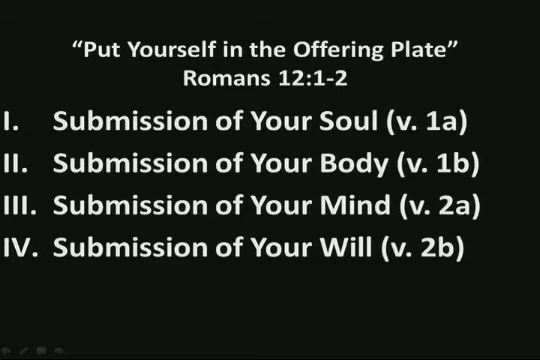 “Put Yourself in the Offering Plate”
Romans 12:1-2
I. Submission of Your Soul (v. 1a)
II. Submission of Your Body (v. 1b)
III. Submission of Your Mind (v. 2a)
IV. Submission of Your Will (v. 2b)